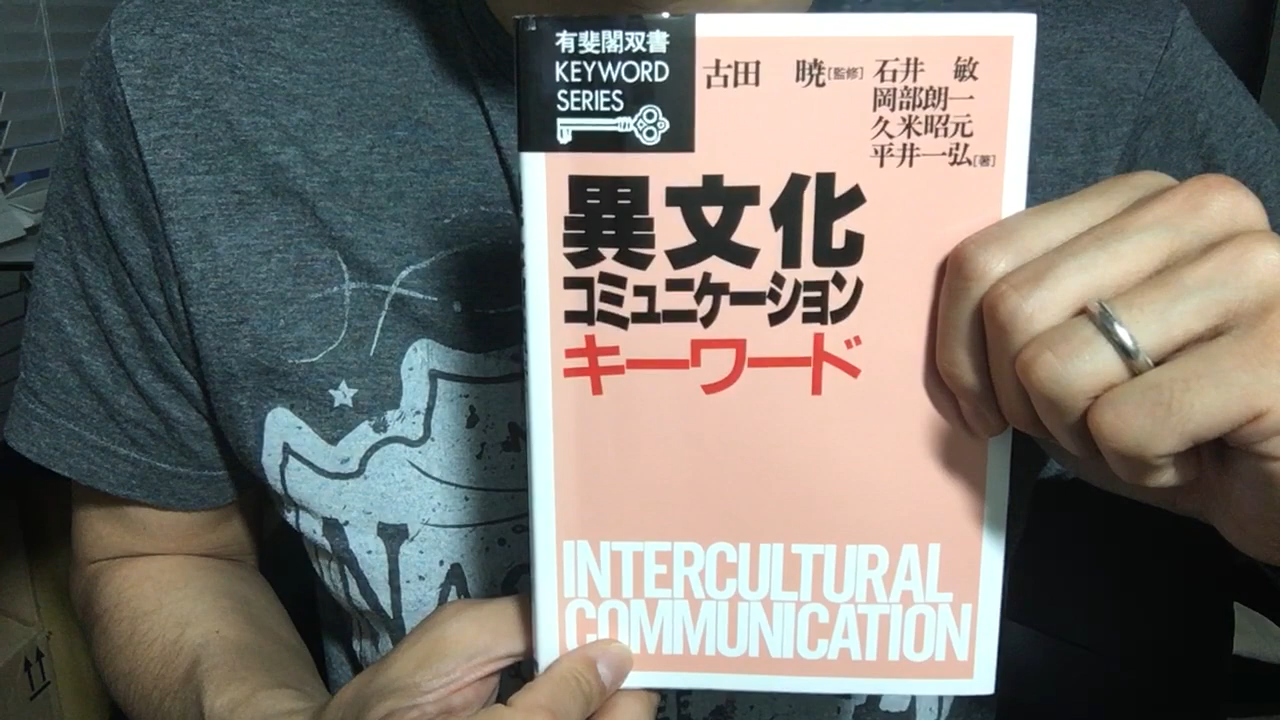 有斐閣双書
KEYWORD
SERIES
古田 暁[監修]
石井 敏
岡部朗一
久米昭元
平井一弘[著]
異文化
コミュニケーション
キーワード
INTERCULTURAL
COMMUNICATION